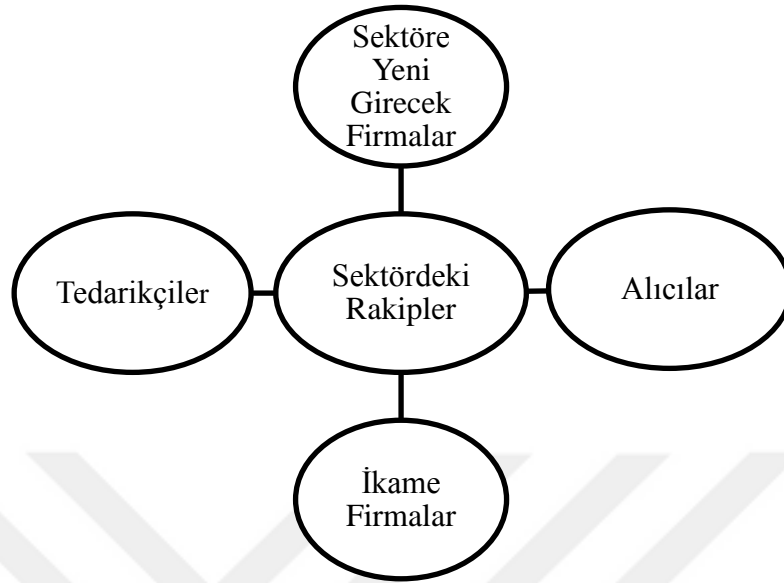 Sektöre
Yeni
Girecek
Firmalar
Tedarikçiler
Sektördeki
Rakipler
Alıcılar
İkame
Firmalar